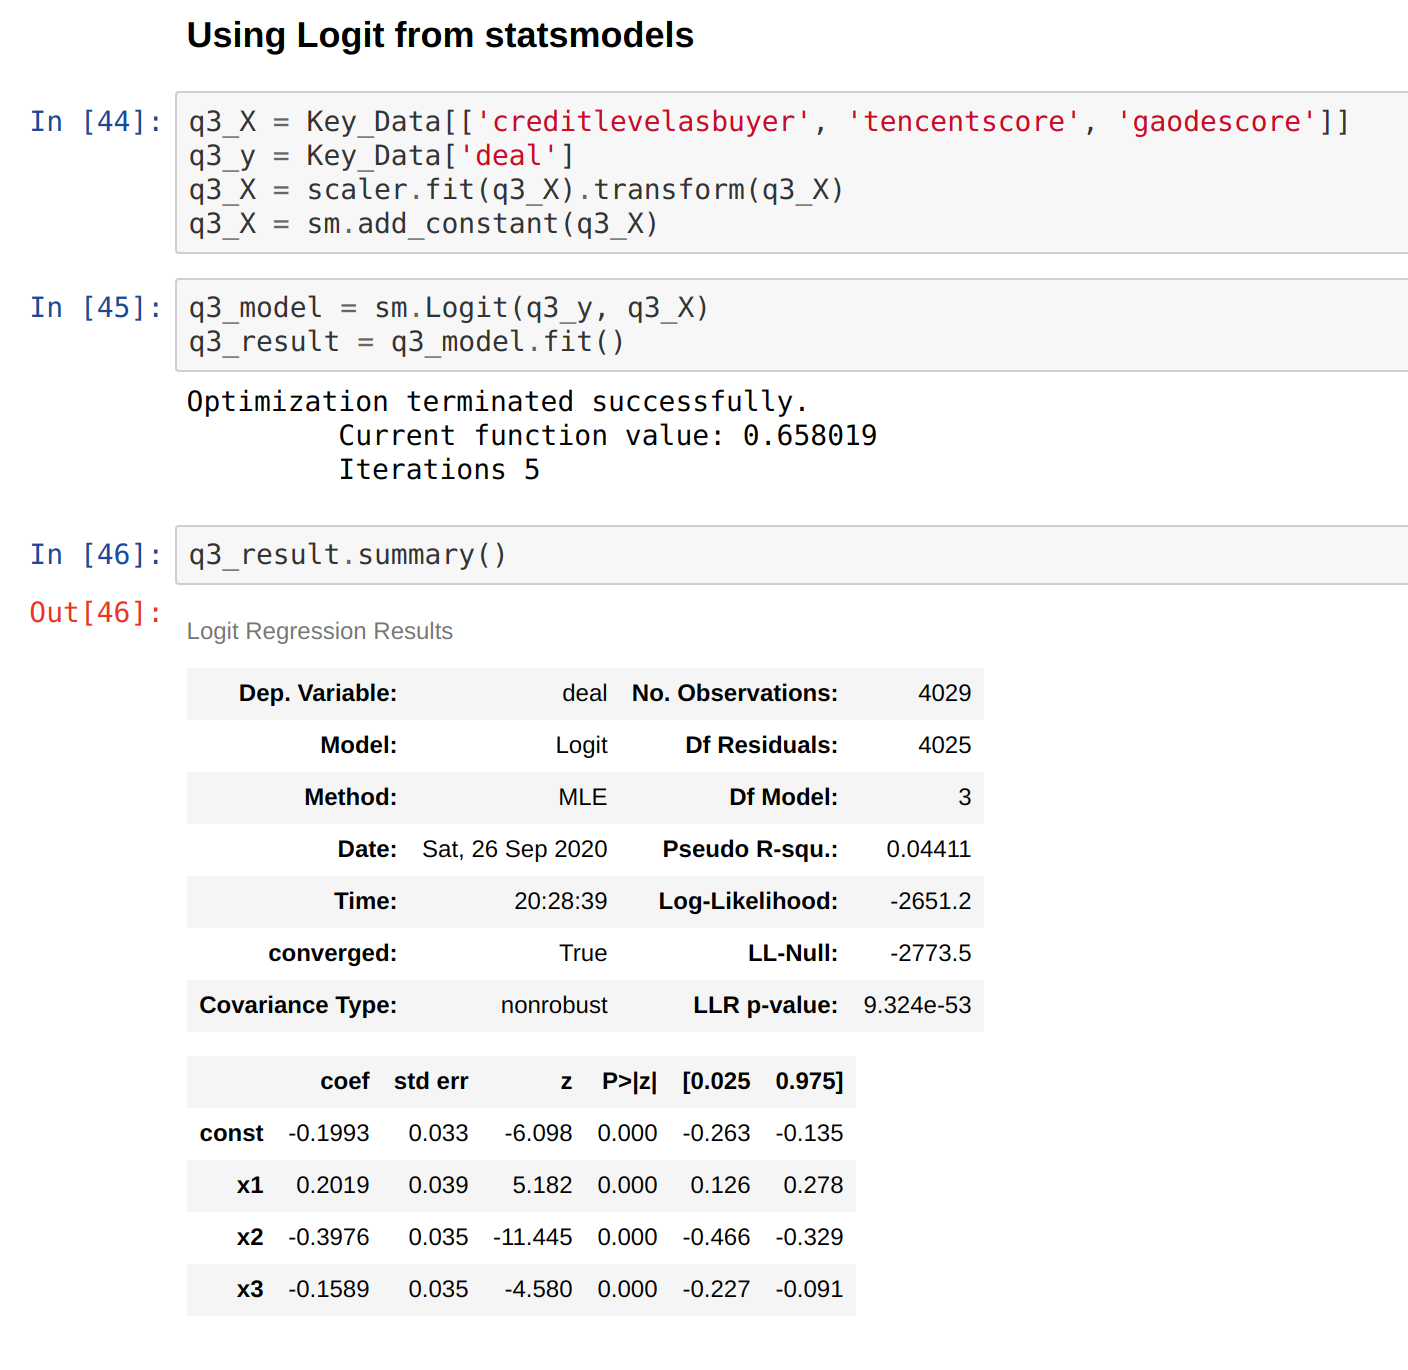 Using Logit from statsmodels
In [44]: q3_X = Key_Data[['creditlevelasbuyer', 'tencentscore', 'gaodescore']]
q3_y = Key_Data['deal']
q3_X = scaler.fit(q3_X).transform(q3_X)
q3_X = sm.add_constant(q3_X)
In [45]: q3_model = sm.Logit(q3_y, q3_X)
q3_result = q3_model.fit()
Optimization terminated successfully.
Current function value: 0.658019
Iterations 5
In [46]: q3_result.summary()
Out[46]:
Logit Regression Results
Dep. Variable: deal No. Observations: 4029
Model: Logit Df Residuals: 4025
Method: MLE Df Model: 3
Date: Sat, 26 Sep 2020 Pseudo R-squ.: 0.04411
Time: 20:28:39 Log-Likelihood: -2651.2
converged: True LL-Null: -2773.5
Covariance Type: nonrobust LLR p-value: 9.324e-53
coef std err z P>|z| [0.025 0.975]
const -0.1993 0.033 -6.098 0.000 -0.263 -0.135
x1 0.2019 0.039 5.182 0.000 0.126 0.278
x2 -0.3976 0.035 -11.445 0.000 -0.466 -0.329
x3 -0.1589 0.035 -4.580 0.000 -0.227 -0.091